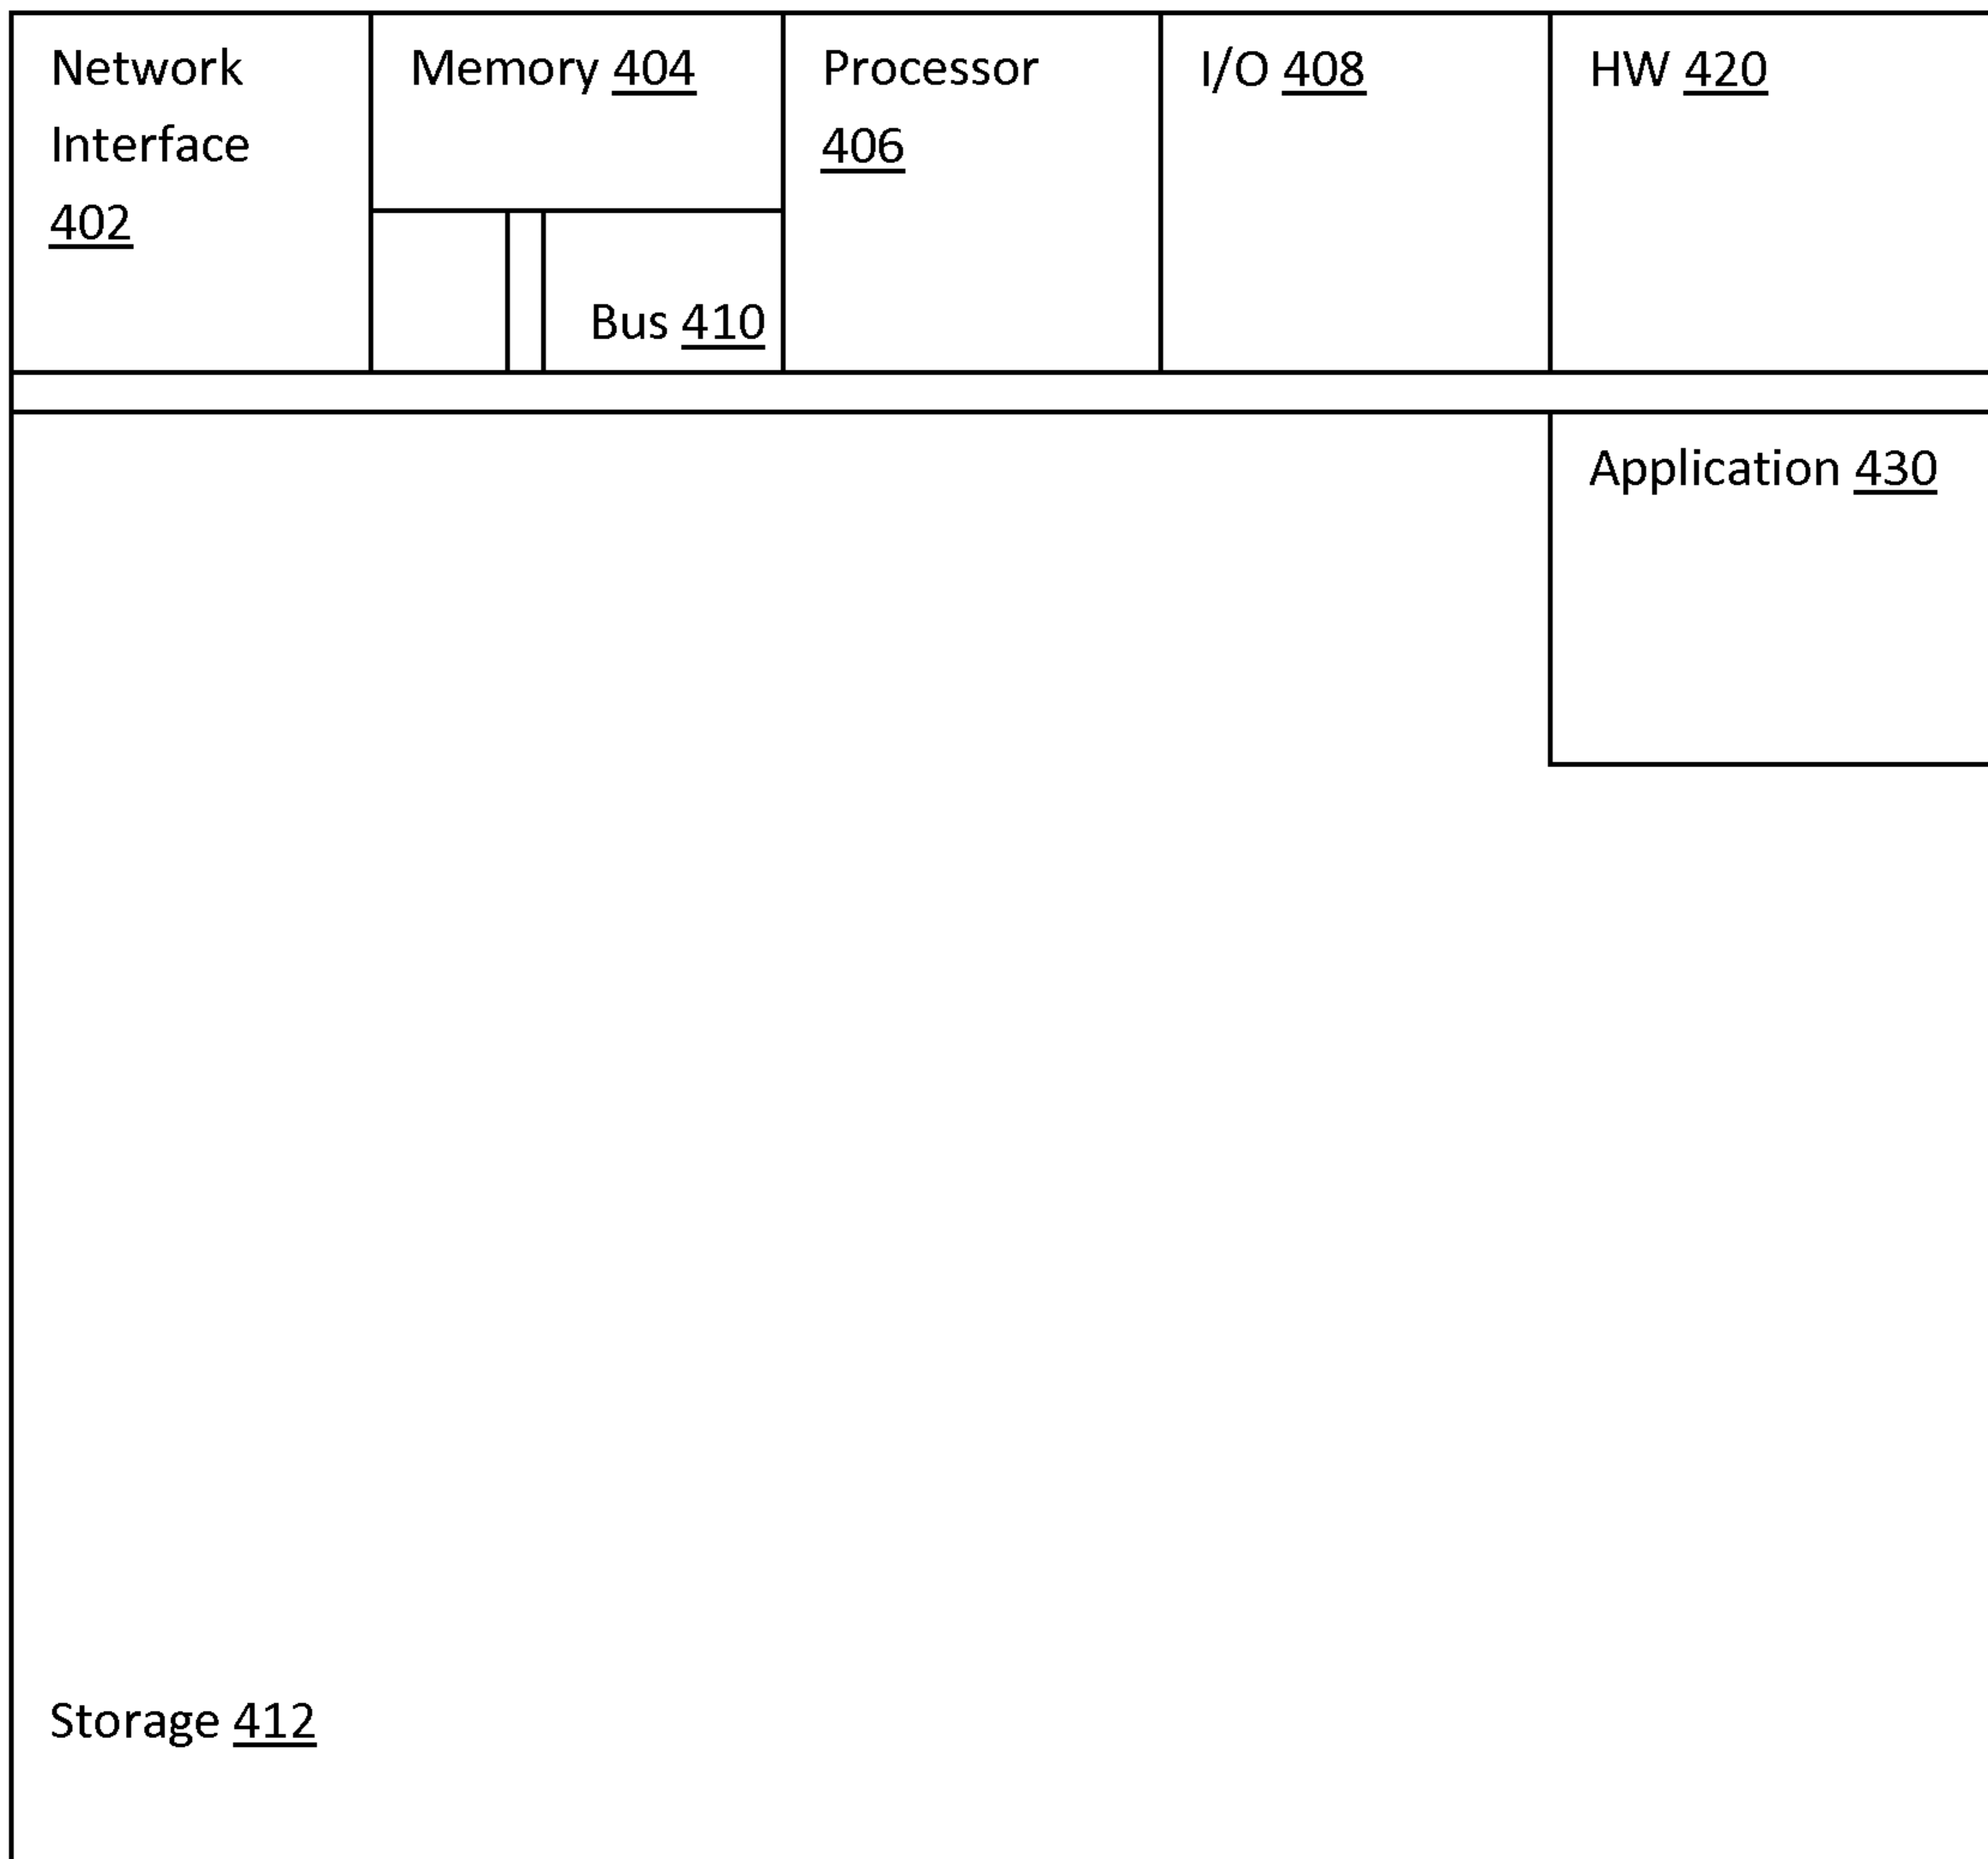 Network
Interface
402
Memory 404
Processor
406
I/O 408
HW 420
Bus 410
Application 430
Storage 412